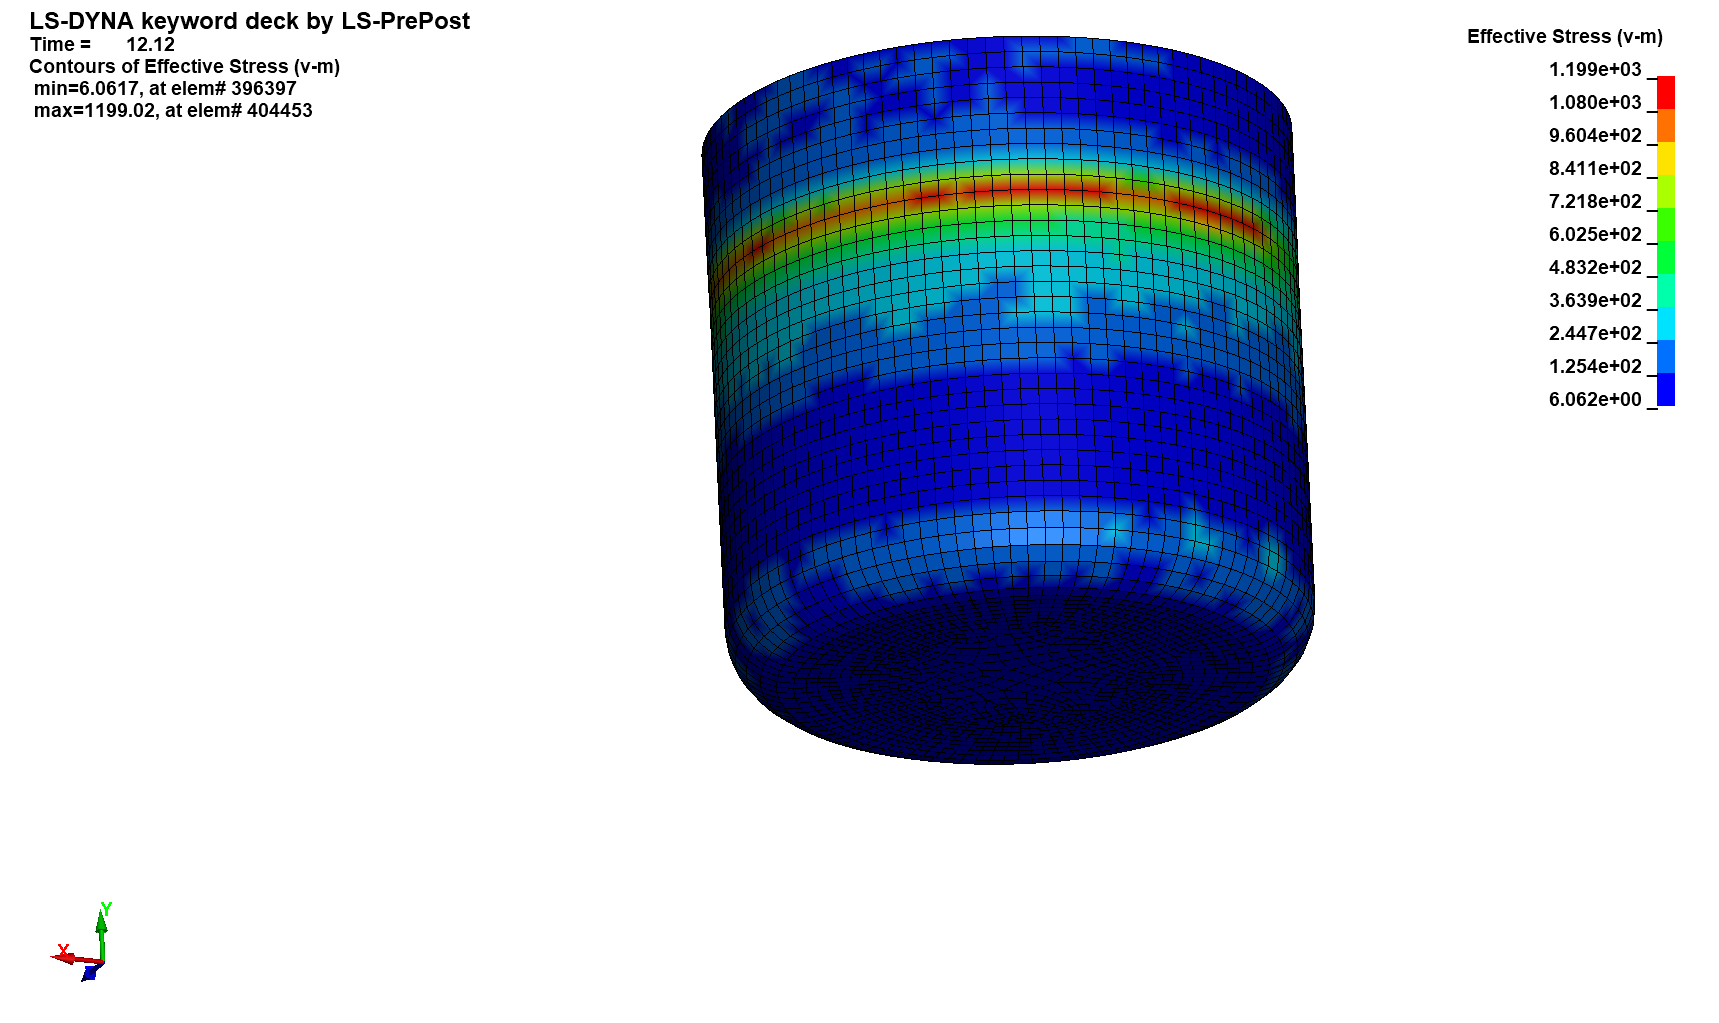 LS-DYNA keyword deck by LS-PrePost
Time = 12.12
Contours of Effective Stress (v-m)
min=6.0617, at elem# 396397
max=1199.02, at elem# 404453
Effective Stress (v-m)
1.199e+03
1.080e+03
9.604e+02
8.411e+02
7.218e+02
6.025e+02
4.832e+02
3.639e+02
2.447e+02
1.254e+02
6.062e+00
Y
X